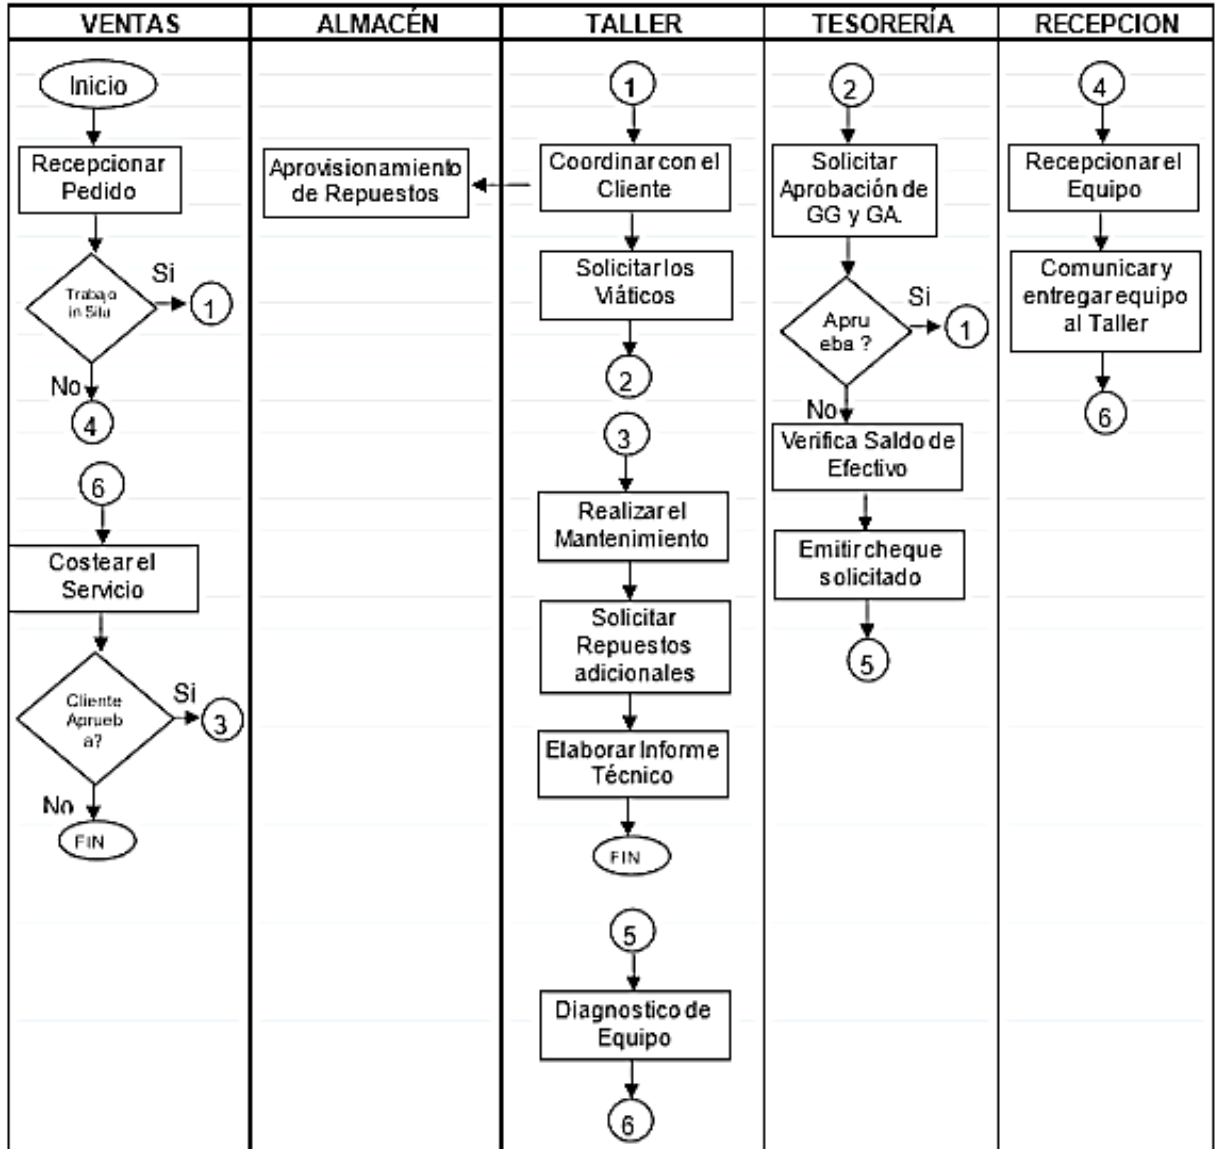 VENTAS
ALMACÉN
TALLER
TESORERÍA
RECEPCION
Inicio
Recepcionar
Pedido
Trabajo
in Situ
Si
1
No
4
6
Costear el
Servicio
Cliente
Aprueb
a?
Si
3
No
FIN
Aprovisionamiento
de Repuestos
1
Coordinar con el
Cliente
Solicitar los
Viáticos
2
3
Realizar el
Mantenimiento
Solicitar
Repuestos
adicionales
Elaborar Informe
Técnico
FIN
5
Diagnostico de
Equipo
6
2
Solicitar
Aprobación de
GG y GA.
Apru
eba ?
Si
1
No
Verifica Saldo de
Efectivo
Emitir cheque
solicitado
5
4
Recepcionar el
Equipo
Comunicar y
entregar equipo
al Taller
6